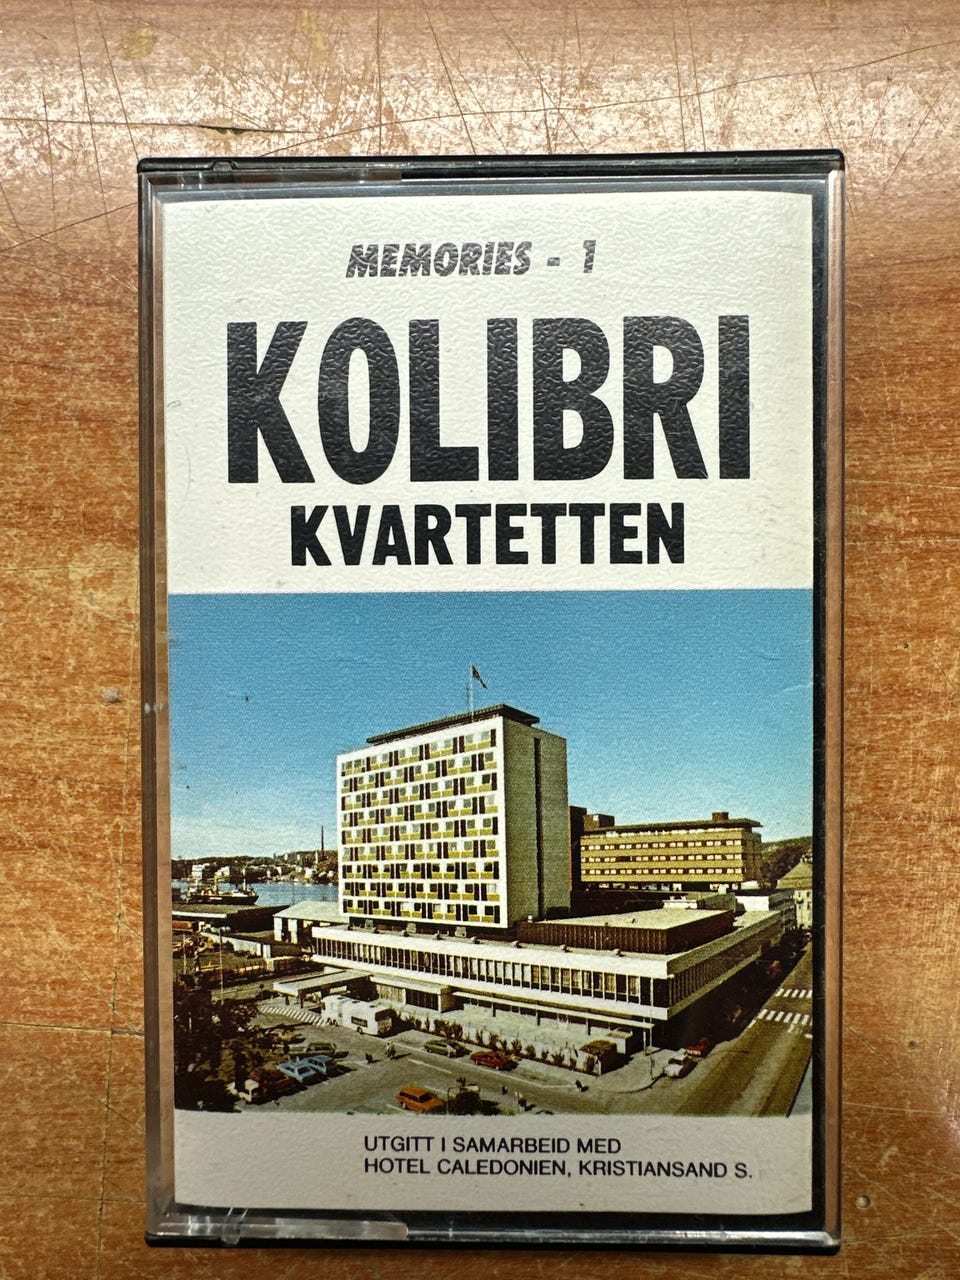 MEMORIES - 1
KOLIBRI
KVARTETTEN
UTGITT I SAMARBEID MED
HOTEL CALEDONIEN, KRISTIANSAND S.